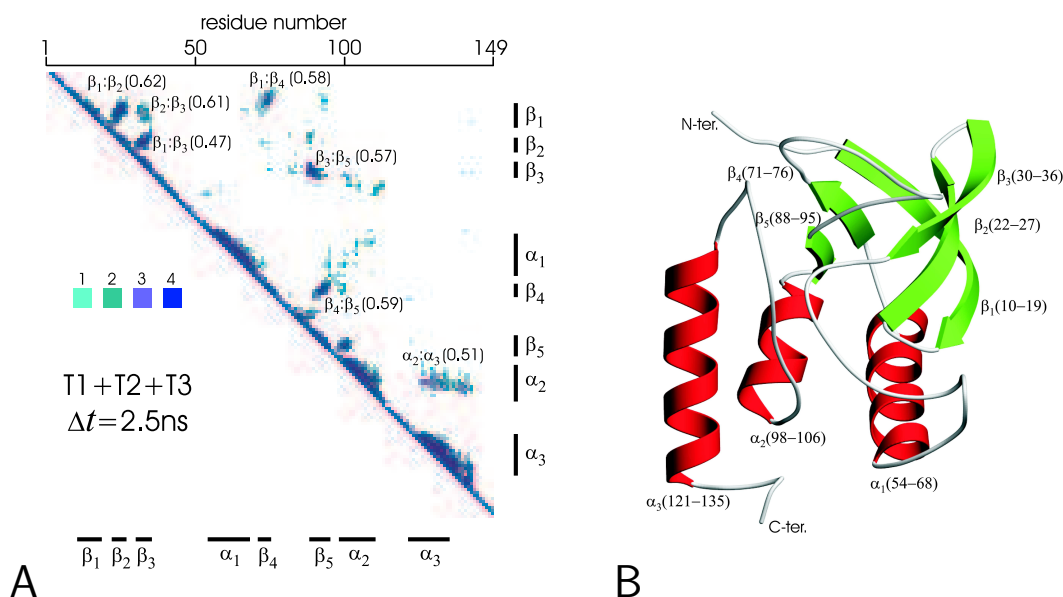 residue number
1 50 100 149
β1:β2(0.62)
β1:β4(0.58)
β2:β3(0.61)
β1:β3(0.47)
β3:β5(0.57)
β4:β5(0.59)
α2:α3(0.51)
1 2 3 4
T1+T2+T3
Δt=2.5ns
β1
β2
β3
α1
β4
β5
α2
α3
β1 β2 β3 α1 β4 β5 α2 α3
A
N-ter.
β4(71–76)
β3(30–36)
β5(88–95)
β2(22–27)
β1(10–19)
α2(98–106)
α1(54–68)
α3(121–135)
C-ter.
B